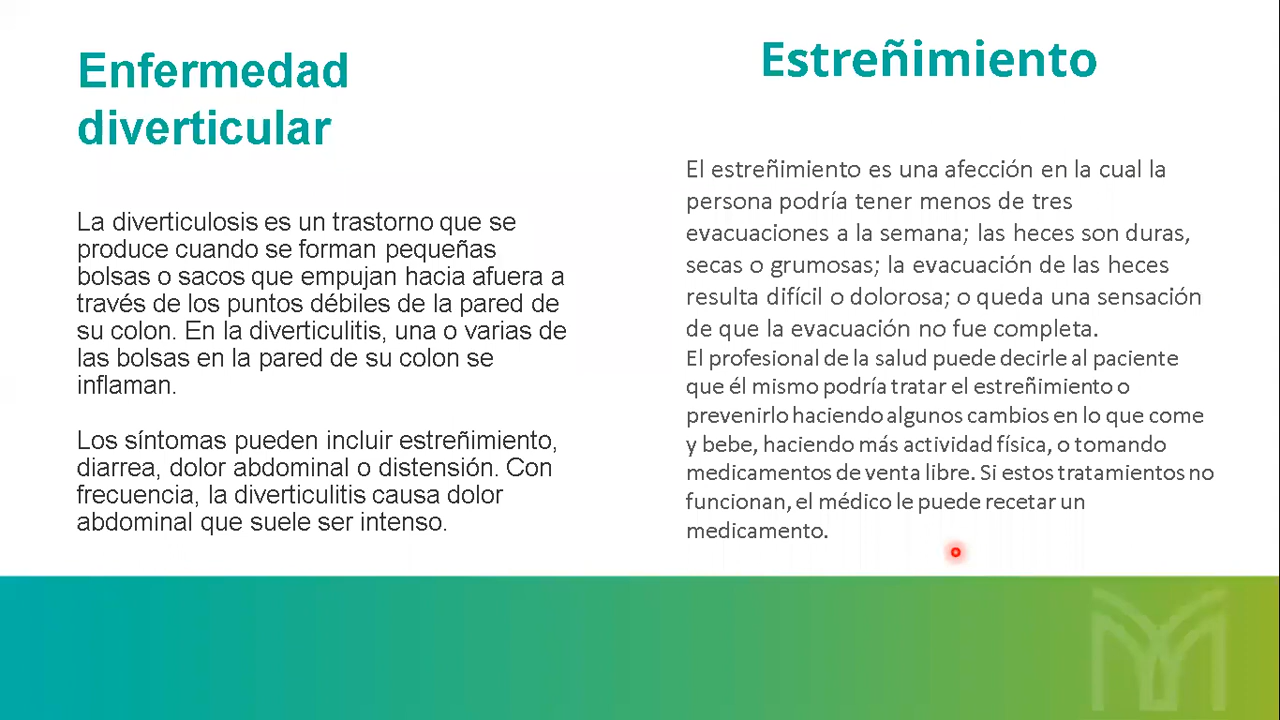 Enfermedad
diverticular
La diverticulosis es un trastorno que se
produce cuando se forman pequeñas
bolsas o sacos que empujan hacia afuera a
través de los puntos débiles de la pared de
su colon. En la diverticulitis, una o varias de
las bolsas en la pared de su colon se
inflaman.
Los síntomas pueden incluir estreñimiento,
diarrea, dolor abdominal o distensión. Con
frecuencia, la diverticulitis causa dolor
abdominal que suele ser intenso.
Estreñimiento
El estreñimiento es una afección en la cual la
persona podría tener menos de tres
evacuaciones a la semana; las heces son duras,
secas o grumosas; la evacuación de las heces
resulta difícil o dolorosa; o queda una sensación
de que la evacuación no fue completa.
El profesional de la salud puede decirle al paciente
que él mismo podría tratar el estreñimiento o
prevenirlo haciendo algunos cambios en lo que come
y bebe, haciendo más actividad física, o tomando
medicamentos de venta libre. Si estos tratamientos no
funcionan, el médico le puede recetar un
medicamento.